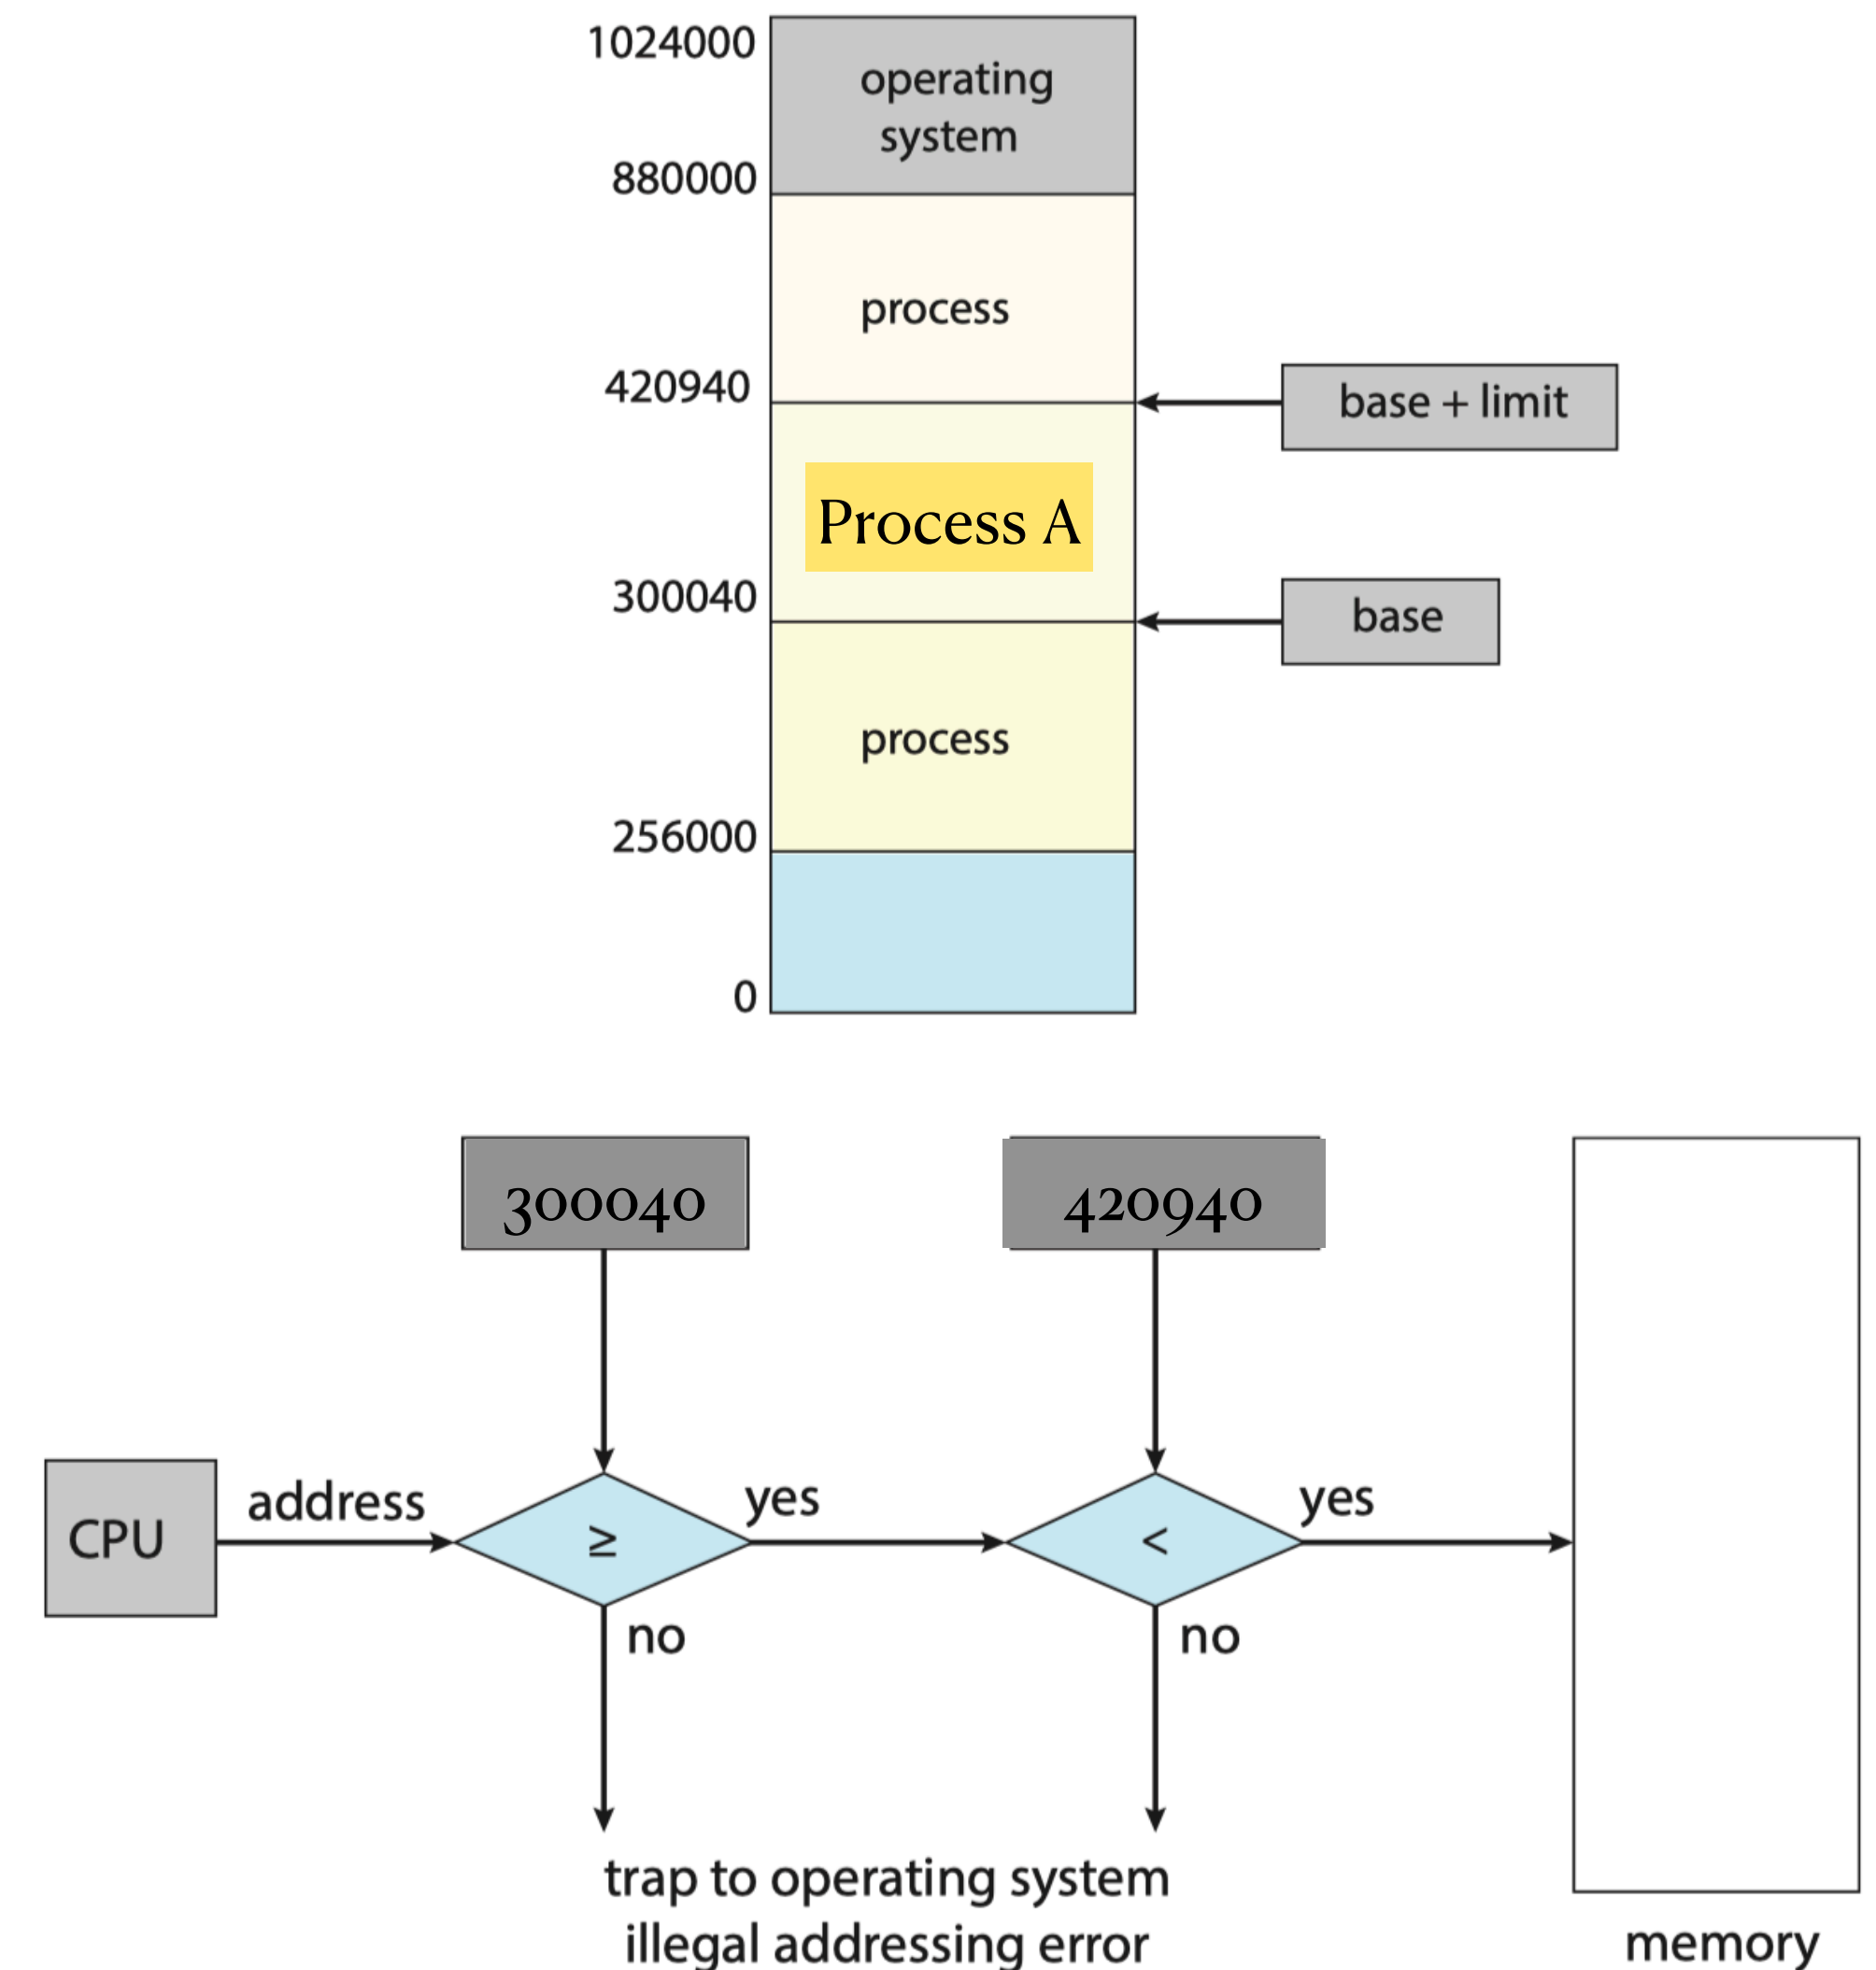 1024000
operating
system
880000
process
420940
base + limit
Process A
300040
base
process
256000
0
300040
420940
CPU
address
≥
yes
<
yes
no
no
trap to operating system
illegal addressing error
memory